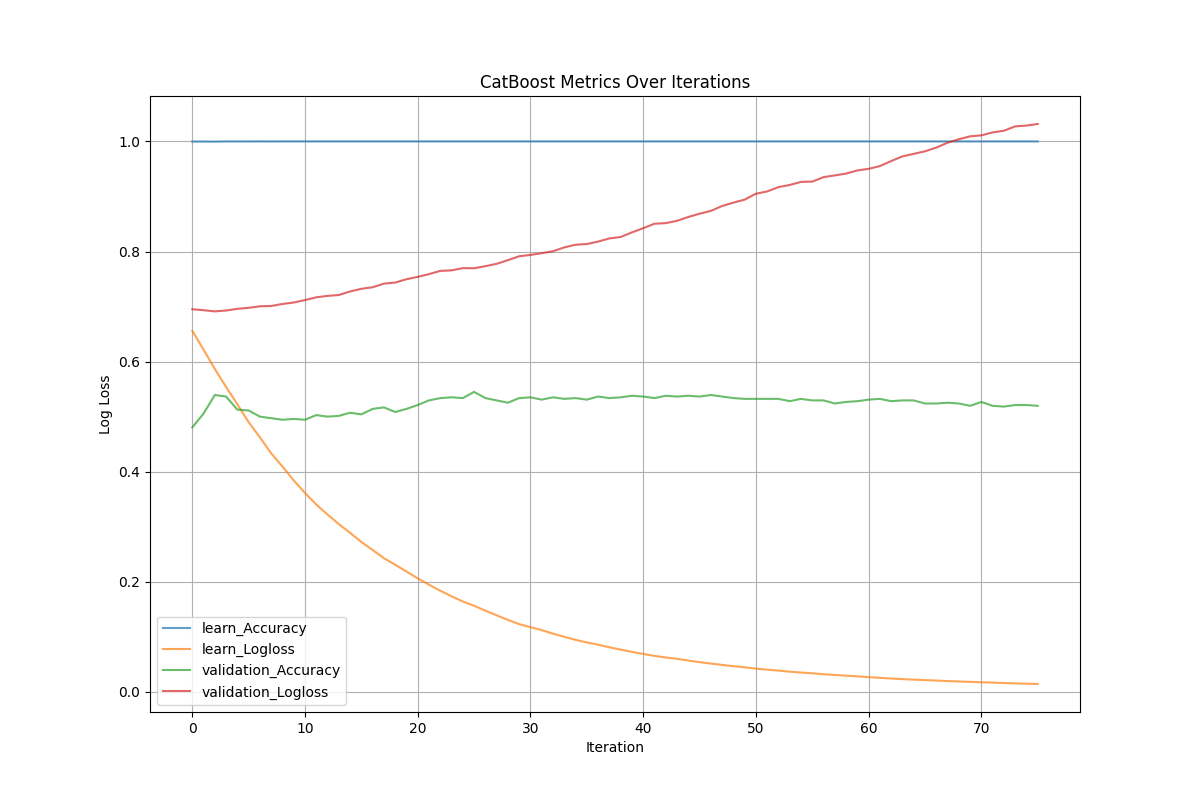 CatBoost Metrics Over Iterations
1.0
0.8
0.6
0.4
0.2
0.0
Log Loss
learn_Accuracy
learn_Logloss
validation_Accuracy
validation_Logloss
0 10 20 30 40 50 60 70
Iteration